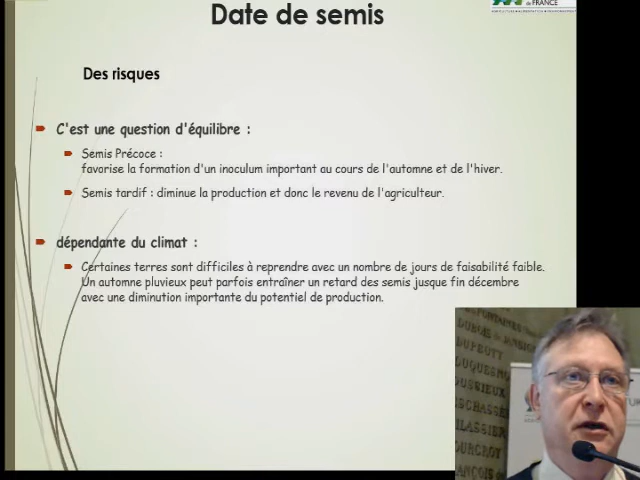 Date de semis
de FRANCE
Des risques
C'est une question d'équilibre :
Semis Précoce :
favorise la formation d'un inoculum important au cours de l'automne et de l'hiver.
Semis tardif : diminue la production et donc le revenu de l'agriculteur.
dépendante du climat :
Certaines terres sont difficiles à reprendre avec un nombre de jours de faisabilité faible.
Un automne pluvieux peut parfois entraîner un retard des semis jusque fin décembre
avec une diminution importante du potentiel de production.
DUPETIT